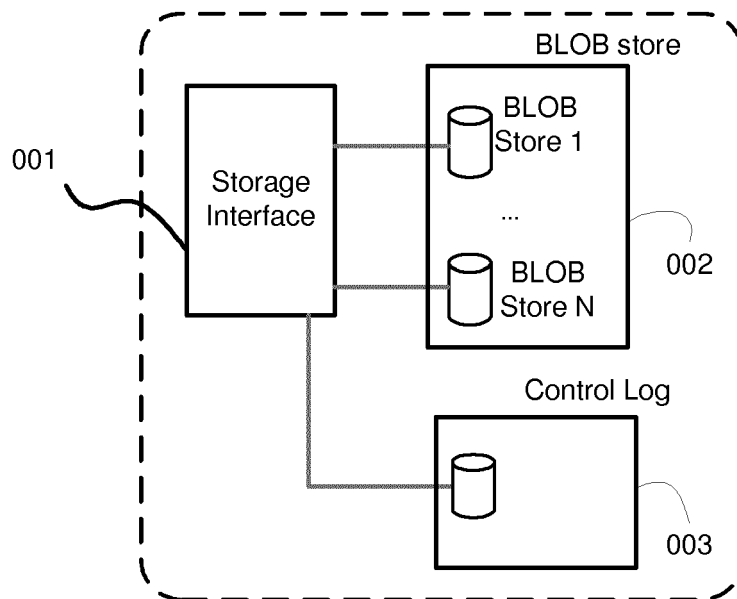 BLOB store
BLOB
Store 1
001
Storage
Interface
...
002
BLOB
Store N
Control Log
003